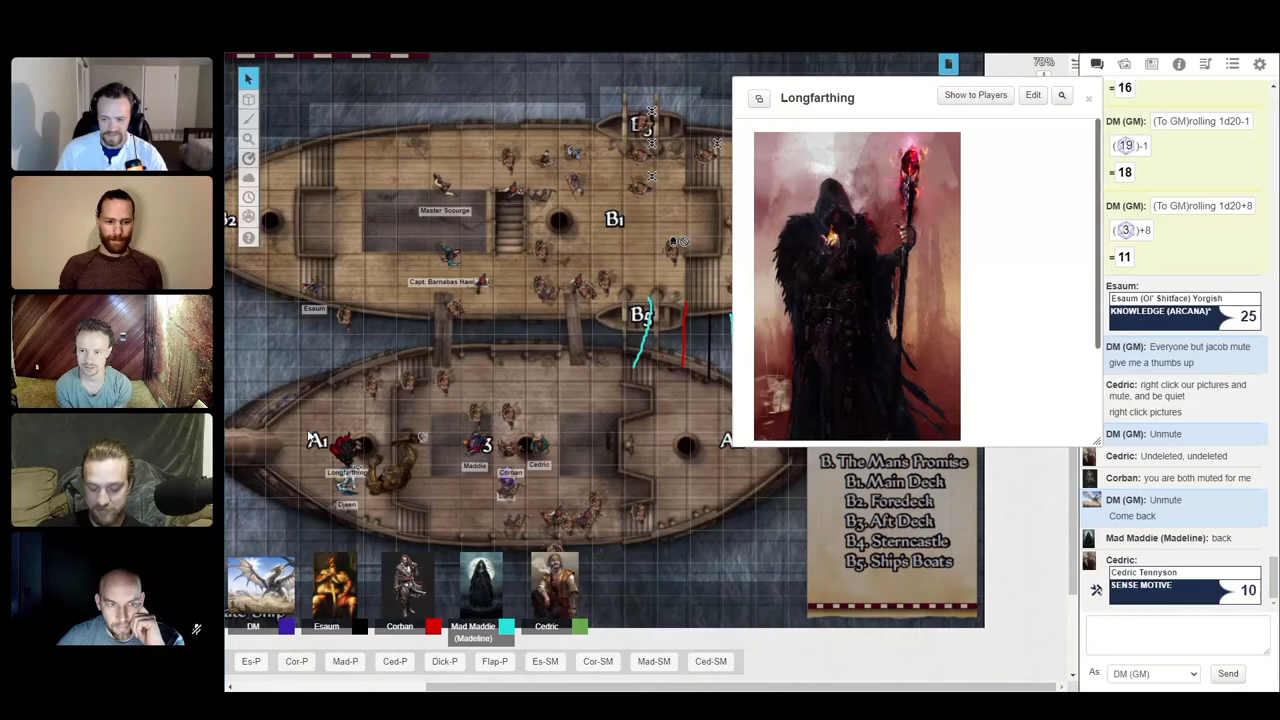 78%
Longfarthing
Show to Players
Edit
= 16
DM (GM): (To GM)rolling 1d20-1
(19)-1
= 18
DM (GM): (To GM)rolling 1d20+8
(3)+8
= 11
Esaum:
Esaum (Ol' Shitface) Yorgish
KNOWLEDGE (ARCANA)* 25
DM (GM): Everyone but jacob mute
give me a thumbs up
Cedric: right click our pictures and
mute, and be quiet
right click pictures
DM (GM): Unmute
Cedric: Undeleted, undeleted
Corban: you are both muted for me
DM (GM): Unmute
Come back
Mad Maddie (Madeline): back
Cedric:
Cedric Tennyson
SENSE MOTIVE 10
As: DM (GM) Send
Master Scourge
B2
B1
Capt. Barnabas Harri
Esaum
B5
A1
Longfarthing
Djeen
Maddie
Corban
Cedric
B. The Man's Promise
B1. Main Deck
B2. Foredeck
B3. Aft Deck
B4. Sterncastle
B5. Ship's Boats
DM
Esaum
Corban
Mad Maddie
(Madeline)
Cedric
Es-P
Cor-P
Mad-P
Ced-P
Dick-P
Flap-P
Es-SM
Cor-SM
Mad-SM
Ced-SM